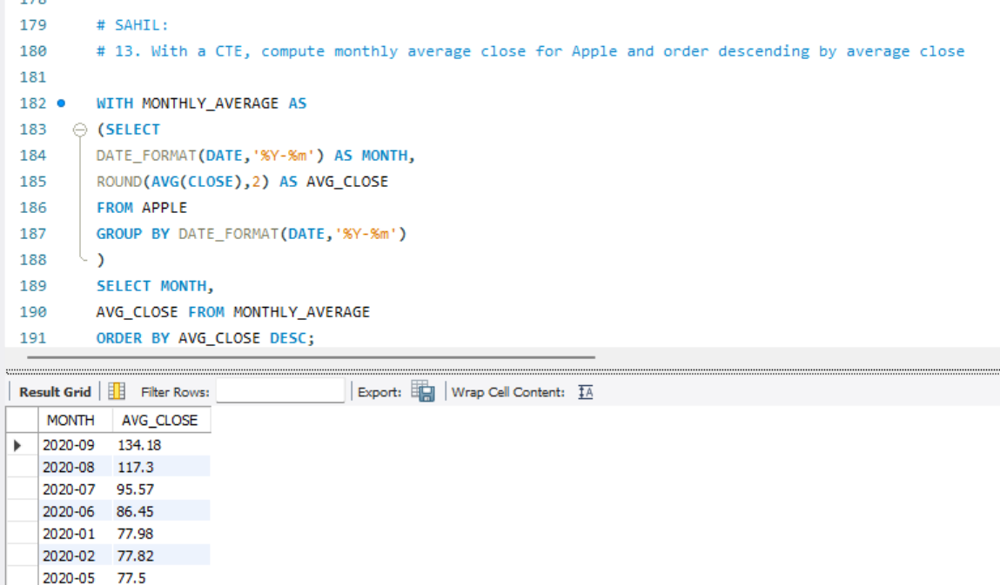 178
179 # SAHIL:
180 # 13. With a CTE, compute monthly average close for Apple and order descending by average close
181
182 WITH MONTHLY_AVERAGE AS
183 (SELECT
184 DATE_FORMAT(DATE,'%Y-%m') AS MONTH,
185 ROUND(AVG(CLOSE),2) AS AVG_CLOSE
186 FROM APPLE
187 GROUP BY DATE_FORMAT(DATE,'%Y-%m')
188 )
189 SELECT MONTH,
190 AVG_CLOSE FROM MONTHLY_AVERAGE
191 ORDER BY AVG_CLOSE DESC;
Result Grid Filter Rows: Export: Wrap Cell Content:
MONTH AVG_CLOSE
2020-09 134.18
2020-08 117.3
2020-07 95.57
2020-06 86.45
2020-01 77.98
2020-02 77.82
2020-05 77.5